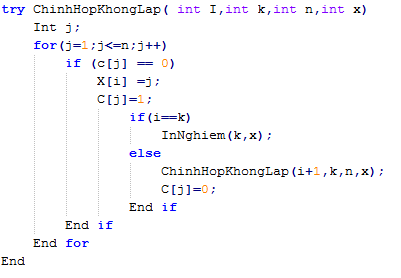 try ChinhHopKhongLap( int I,int k,int n,int x)
Int j;
for(j=1;j<=n;j++)
if (c[j] == 0)
X[i] =j;
C[j]=1;
if(i==k)
InNghiem(k,x);
else
ChinhHopKhongLap(i+1,k,n,x);
C[j]=0;
End if
End if
End for
End